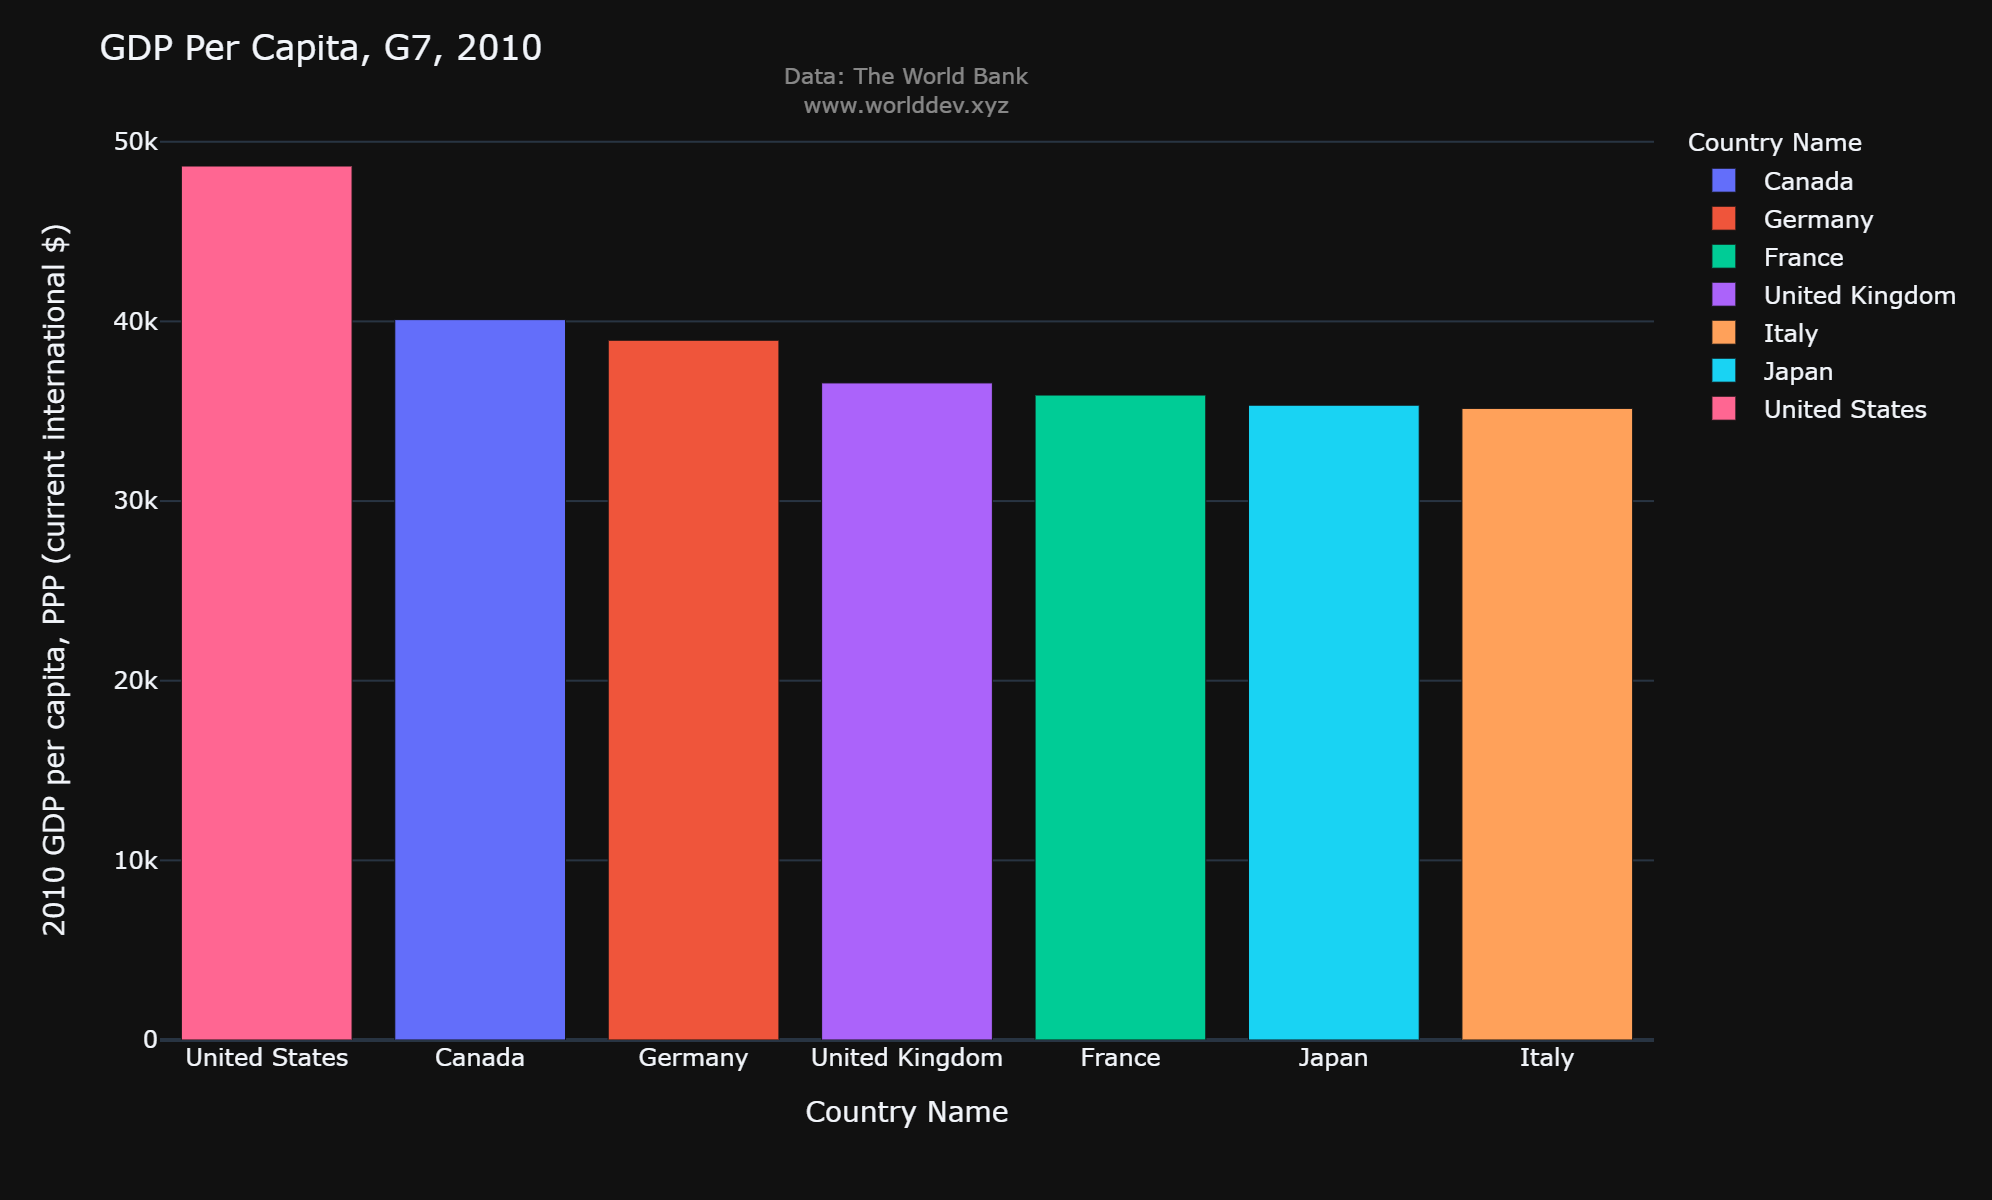 GDP Per Capita, G7, 2010
Data: The World Bank
www.worlddev.xyz
2010 GDP per capita, PPP (current international $)
50k
40k
30k
20k
10k
0
United States
Canada
Germany
United Kingdom
France
Japan
Italy
Country Name
Country Name
Canada
Germany
France
United Kingdom
Italy
Japan
United States